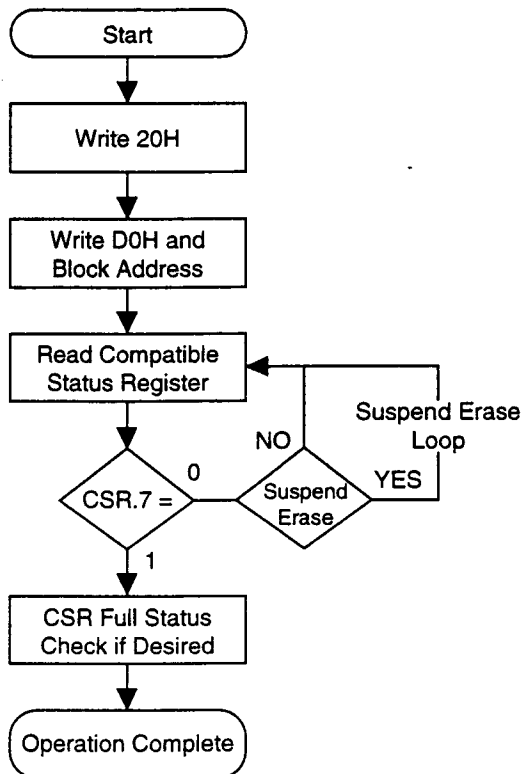 Start
Write 20H
Write D0H and
Block Address
Read Compatible
Status Register
Suspend Erase
Loop
NO
0
CSR.7 =
Suspend
Erase
YES
1
CSR Full Status
Check if Desired
Operation Complete